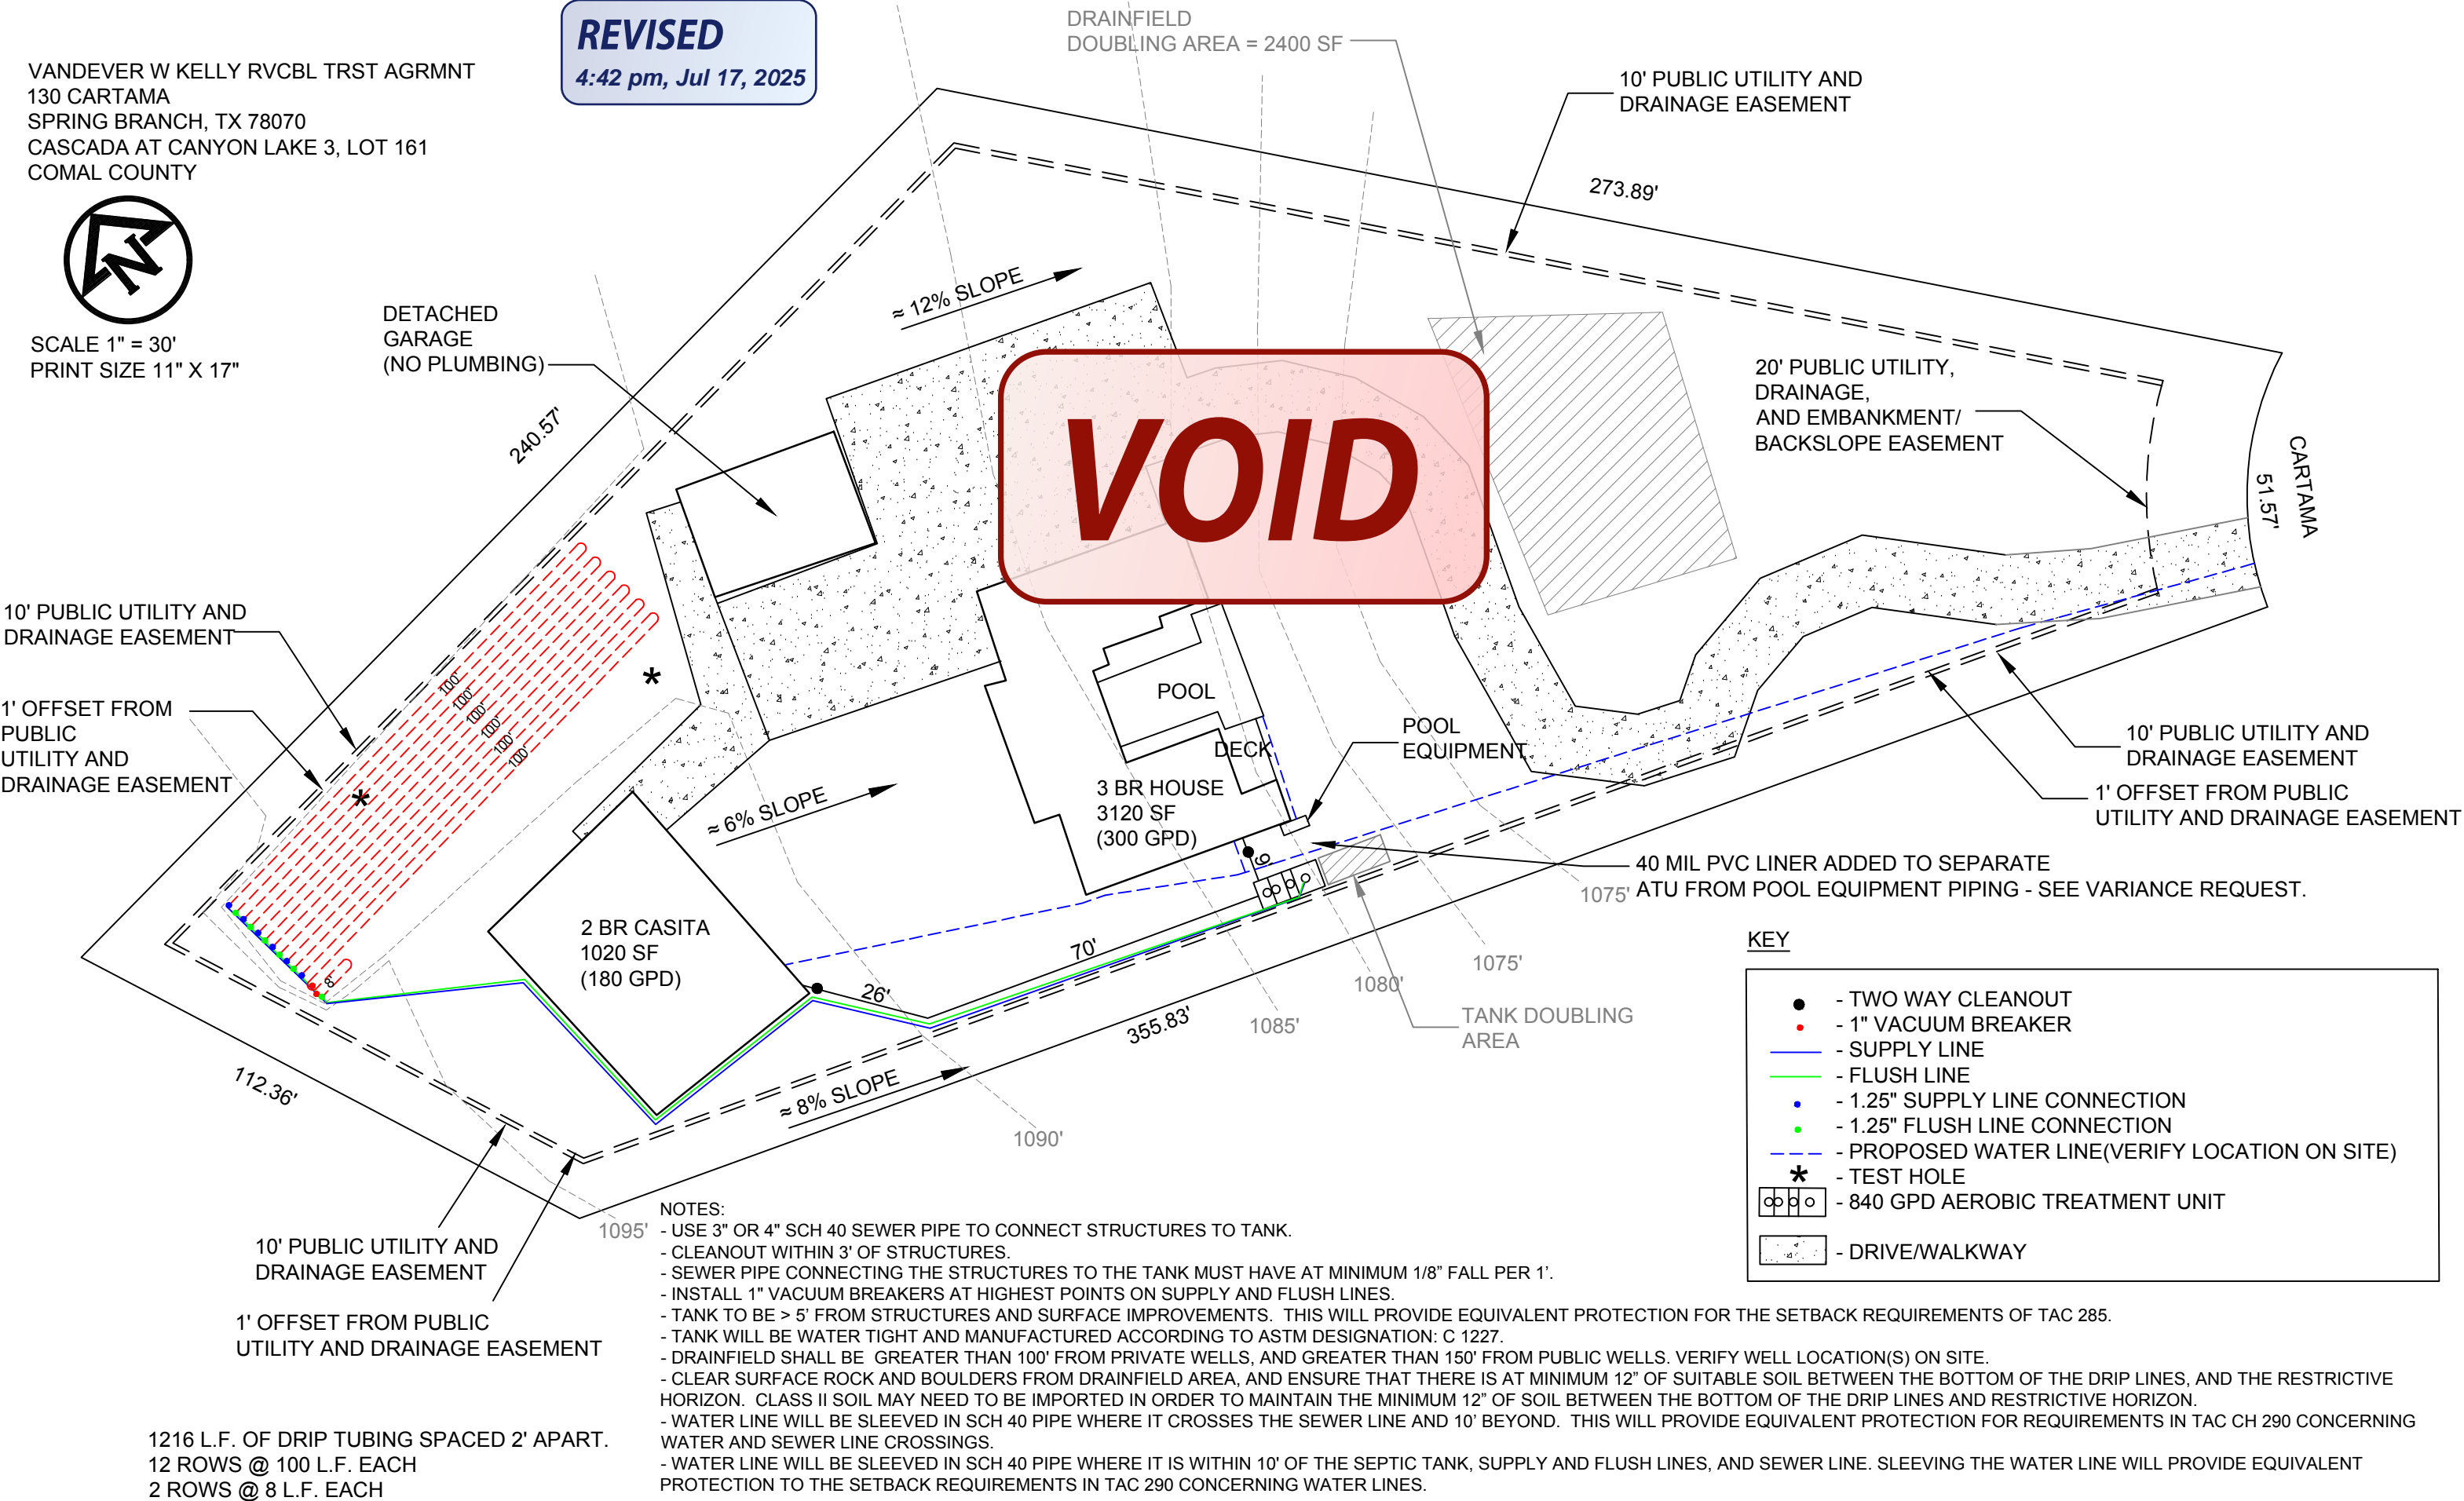 REVISED
4:42 pm, Jul 17, 2025
VANDEVER W KELLY RVCBL TRST AGRMNT
130 CARTAMA
SPRING BRANCH, TX 78070
CASCADA AT CANYON LAKE 3, LOT 161
COMAL COUNTY
N
SCALE 1" = 30'
PRINT SIZE 11" X 17"
DRAINFIELD
DOUBLING AREA = 2400 SF
10' PUBLIC UTILITY AND
DRAINAGE EASEMENT
273.89'
≈ 12% SLOPE
DETACHED
GARAGE
(NO PLUMBING)
240.57'
VOID
20' PUBLIC UTILITY,
DRAINAGE,
AND EMBANKMENT/
BACKSLOPE EASEMENT
CARTAMA
51.57'
10' PUBLIC UTILITY AND
DRAINAGE EASEMENT
1' OFFSET FROM
PUBLIC
UTILITY AND
DRAINAGE EASEMENT
100'
100'
100'
100'
100'
100'
*
*
POOL
DECK
POOL
EQUIPMENT
3 BR HOUSE
3120 SF
(300 GPD)
≈ 6% SLOPE
10' PUBLIC UTILITY AND
DRAINAGE EASEMENT
1' OFFSET FROM PUBLIC
UTILITY AND DRAINAGE EASEMENT
9'
40 MIL PVC LINER ADDED TO SEPARATE
ATU FROM POOL EQUIPMENT PIPING - SEE VARIANCE REQUEST.
1075'
2 BR CASITA
1020 SF
(180 GPD)
8'
26'
70'
1075'
1080'
1085'
355.83'
TANK DOUBLING
AREA
112.36'
≈ 8% SLOPE
1090'
1095'
10' PUBLIC UTILITY AND
DRAINAGE EASEMENT
1' OFFSET FROM PUBLIC
UTILITY AND DRAINAGE EASEMENT
KEY
- TWO WAY CLEANOUT
- 1" VACUUM BREAKER
- SUPPLY LINE
- FLUSH LINE
- 1.25" SUPPLY LINE CONNECTION
- 1.25" FLUSH LINE CONNECTION
- PROPOSED WATER LINE(VERIFY LOCATION ON SITE)
* - TEST HOLE
- 840 GPD AEROBIC TREATMENT UNIT
- DRIVE/WALKWAY
NOTES:
- USE 3" OR 4" SCH 40 SEWER PIPE TO CONNECT STRUCTURES TO TANK.
- CLEANOUT WITHIN 3' OF STRUCTURES.
- SEWER PIPE CONNECTING THE STRUCTURES TO THE TANK MUST HAVE AT MINIMUM 1/8” FALL PER 1’.
- INSTALL 1" VACUUM BREAKERS AT HIGHEST POINTS ON SUPPLY AND FLUSH LINES.
- TANK TO BE > 5’ FROM STRUCTURES AND SURFACE IMPROVEMENTS. THIS WILL PROVIDE EQUIVALENT PROTECTION FOR THE SETBACK REQUIREMENTS OF TAC 285.
- TANK WILL BE WATER TIGHT AND MANUFACTURED ACCORDING TO ASTM DESIGNATION: C 1227.
- DRAINFIELD SHALL BE GREATER THAN 100' FROM PRIVATE WELLS, AND GREATER THAN 150' FROM PUBLIC WELLS. VERIFY WELL LOCATION(S) ON SITE.
- CLEAR SURFACE ROCK AND BOULDERS FROM DRAINFIELD AREA, AND ENSURE THAT THERE IS AT MINIMUM 12” OF SUITABLE SOIL BETWEEN THE BOTTOM OF THE DRIP LINES, AND THE RESTRICTIVE
HORIZON. CLASS II SOIL MAY NEED TO BE IMPORTED IN ORDER TO MAINTAIN THE MINIMUM 12” OF SOIL BETWEEN THE BOTTOM OF THE DRIP LINES AND RESTRICTIVE HORIZON.
- WATER LINE WILL BE SLEEVED IN SCH 40 PIPE WHERE IT CROSSES THE SEWER LINE AND 10’ BEYOND. THIS WILL PROVIDE EQUIVALENT PROTECTION FOR REQUIREMENTS IN TAC CH 290 CONCERNING
WATER AND SEWER LINE CROSSINGS.
- WATER LINE WILL BE SLEEVED IN SCH 40 PIPE WHERE IT IS WITHIN 10' OF THE SEPTIC TANK, SUPPLY AND FLUSH LINES, AND SEWER LINE. SLEEVING THE WATER LINE WILL PROVIDE EQUIVALENT
PROTECTION TO THE SETBACK REQUIREMENTS IN TAC 290 CONCERNING WATER LINES.
1216 L.F. OF DRIP TUBING SPACED 2' APART.
12 ROWS @ 100 L.F. EACH
2 ROWS @ 8 L.F. EACH